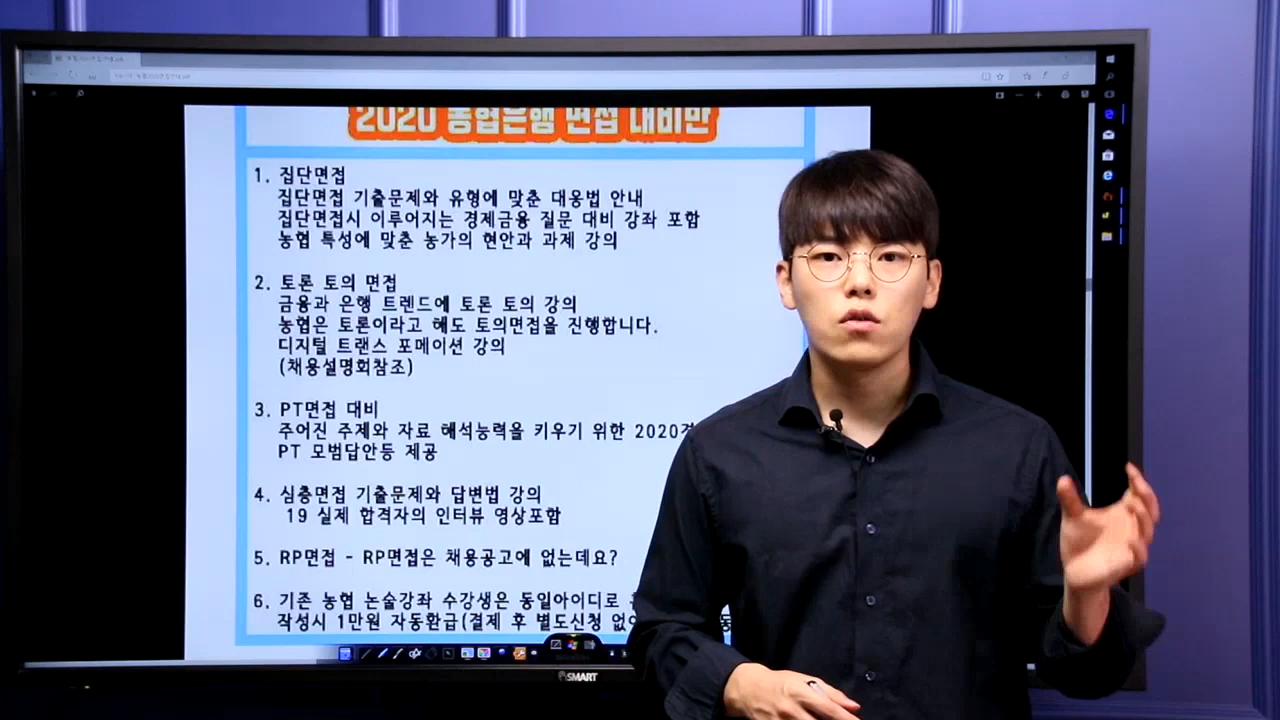 2020 농협은행 면접 대비반
1. 집단면접
집단면접 기출문제와 유형에 맞춘 대응법 안내
집단면접시 이루어지는 경제금융 질문 대비 강좌 포함
농협 특성에 맞춘 농가의 현안과 과제 강의
2. 토론 토의 면접
금융과 은행 트렌드에 토론 토의 강의
농협은 토론이라고 해도 토의면접을 진행합니다.
디지털 트랜스 포메이션 강의
(채용설명회참조)
3. PT면접 대비
주어진 주제와 자료 해석능력을 키우기 위한 2020
PT 모범답안등 제공
4. 심층면접 기출문제와 답변법 강의
19 실제 합격자의 인터뷰 영상포함
5. RP면접 - RP면접은 채용공고에 없는데요?
6. 기존 농협 논술강좌 수강생은 동일아이디로
작성시 1만원 자동환급(결제 후 별도신청
SMART